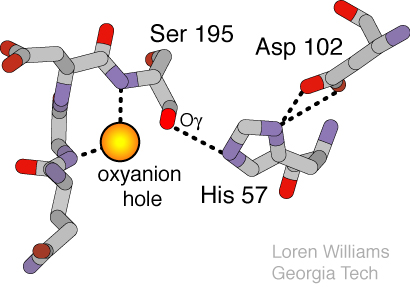 Ser 195
Asp 102
Oγ
oxyanion
hole
His 57
Loren Williams
Georgia Tech